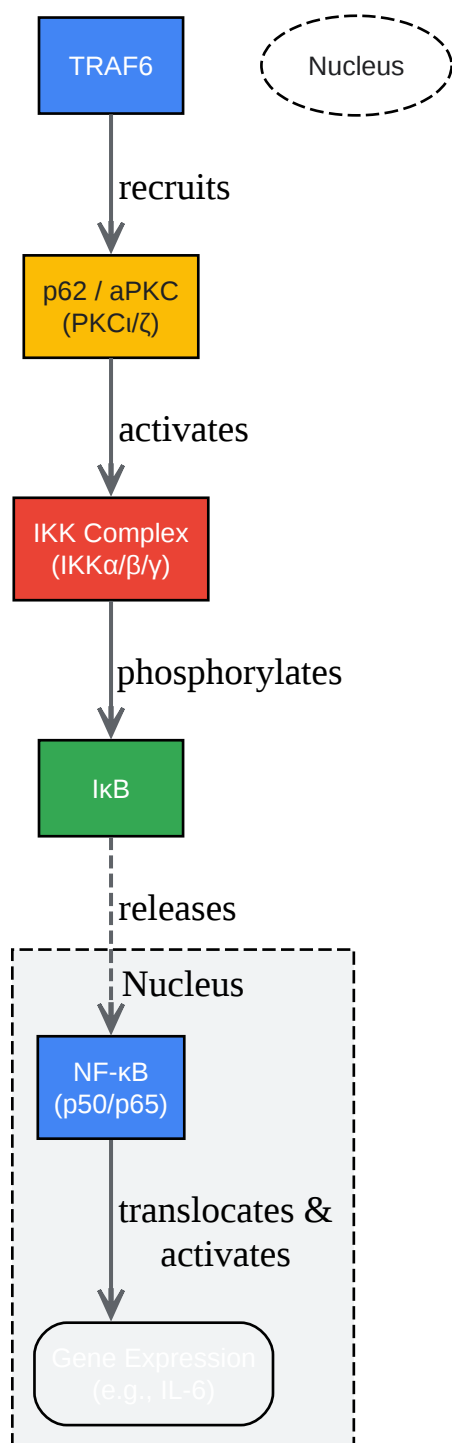 TRAF6
Nucleus
recruits
p62 / aPKC
(PKCι/ζ)
activates
IKK Complex
(IKKα/β/γ)
phosphorylates
IκB
releases
Nucleus
NF-κB
(p50/p65)
translocates &
activates
Gene Expression
(e.g., IL-6)